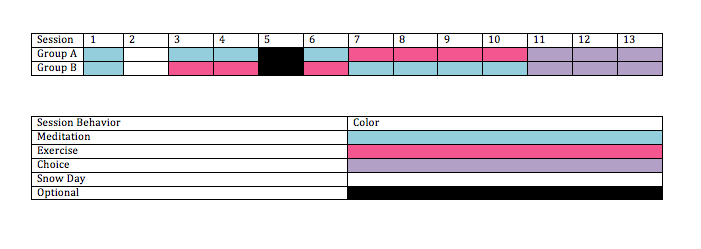 Session 1 2 3 4 5 6 7 8 9 10 11 12 13
Group A
Group B
Session Behavior Color
Meditation
Exercise
Choice
Snow Day
Optional